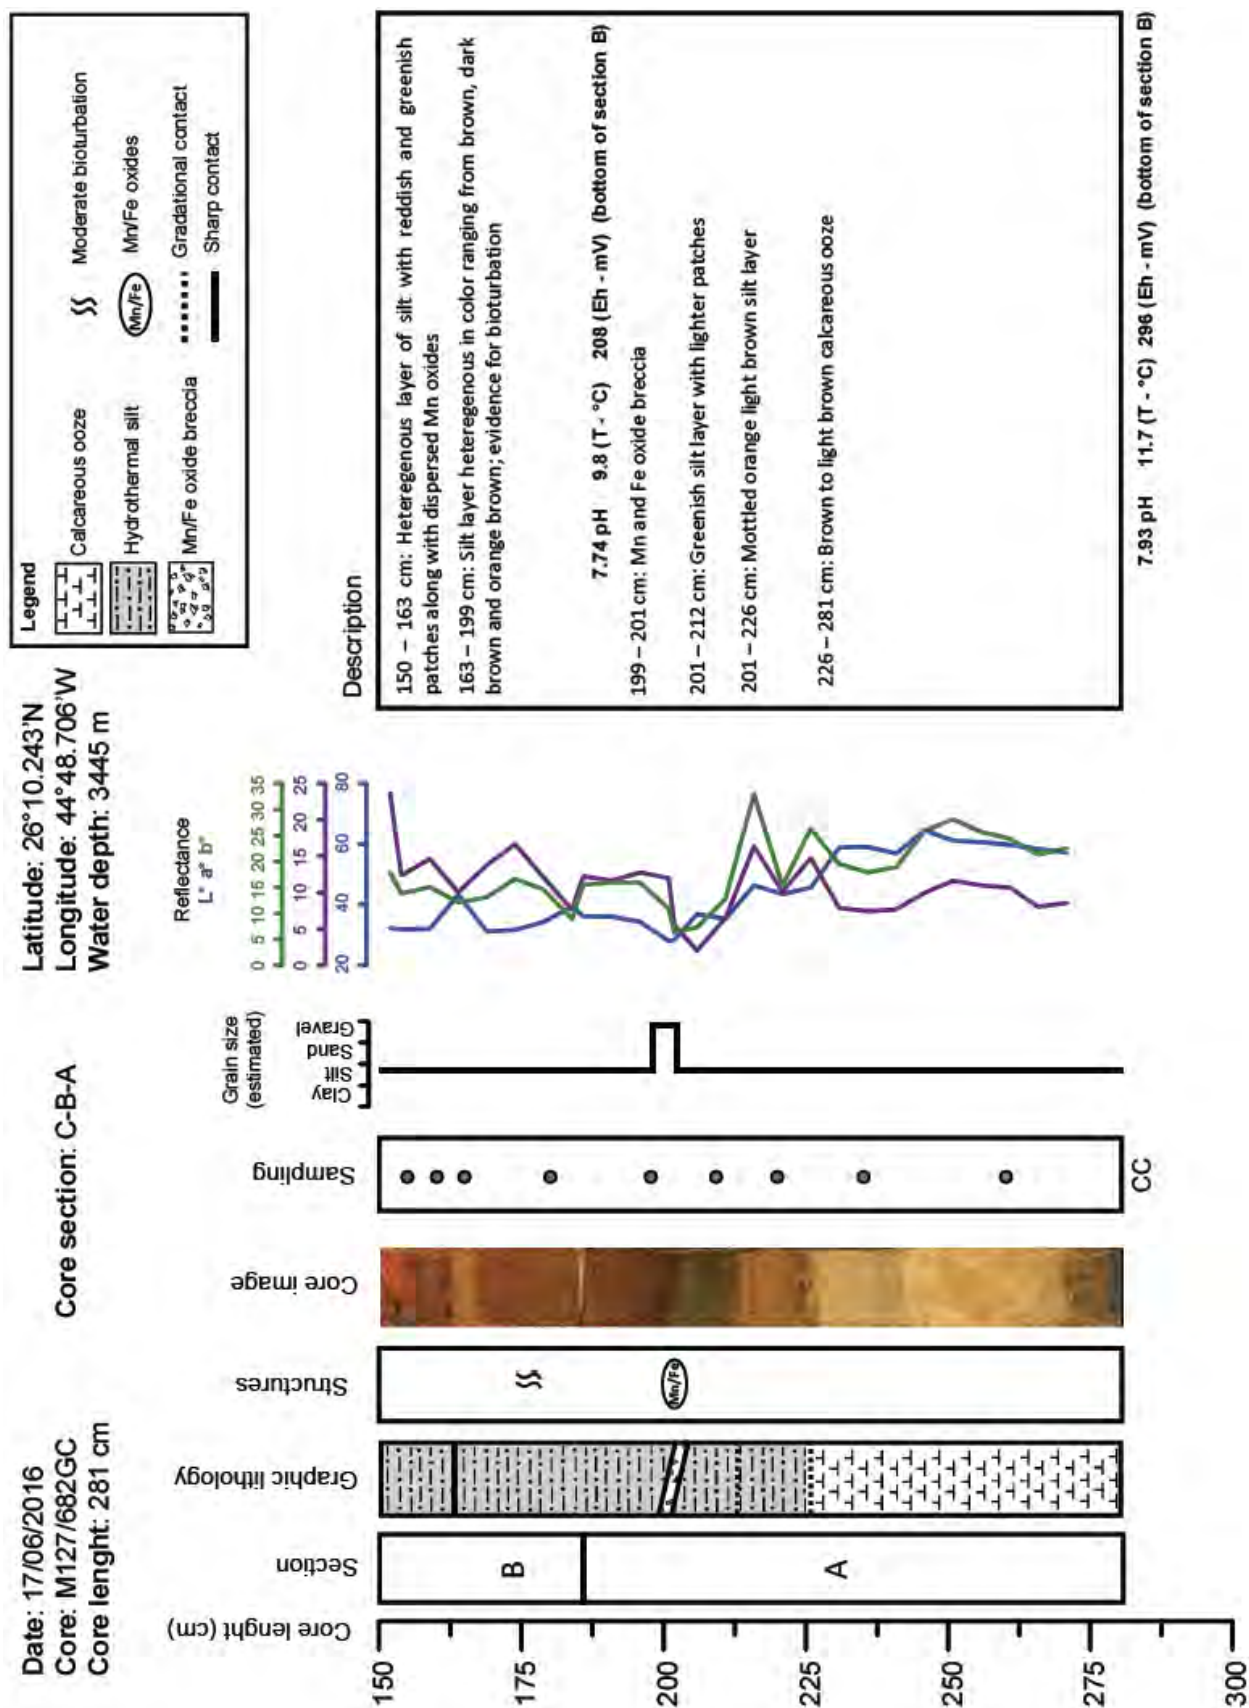 Date: 17/06/2016
Core: M127/682GC
Core lenght: 281 cm
Core section: C-B-A
Latitude: 26°10.243'N
Longitude: 44°48.706'W
Water depth: 3445 m
Legend
Calcareous ooze
Hydrothermal silt
Mn/Fe oxide breccia
Moderate bioturbation
Mn/Fe
Mn/Fe oxides
Gradational contact
Sharp contact
Core lenght (cm)
Section
Graphic lithology
Structures
Core image
Sampling
Grain size
(estimated)
Clay
Silt
Sand
Gravel
Reflectance
L* a* b*
0 5 10 15 20 25 30 35
0 5 10 15 20 25
20 40 60 80
Description
150
175
200
225
250
275
300
B
A
Mn/Fe
CC
150 – 163 cm: Heteregenous layer of silt with reddish and greenish
patches along with dispersed Mn oxides
163 – 199 cm: Silt layer heteregenous in color ranging from brown, dark
brown and orange brown; evidence for bioturbation
7.74 pH 9.8 (T - °C) 208 (Eh - mV) (bottom of section B)
199 – 201 cm: Mn and Fe oxide breccia
201 – 212 cm: Greenish silt layer with lighter patches
201 – 226 cm: Mottled orange light brown silt layer
226 – 281 cm: Brown to light brown calcareous ooze
7.93 pH 11.7 (T - °C) 296 (Eh - mV) (bottom of section B)